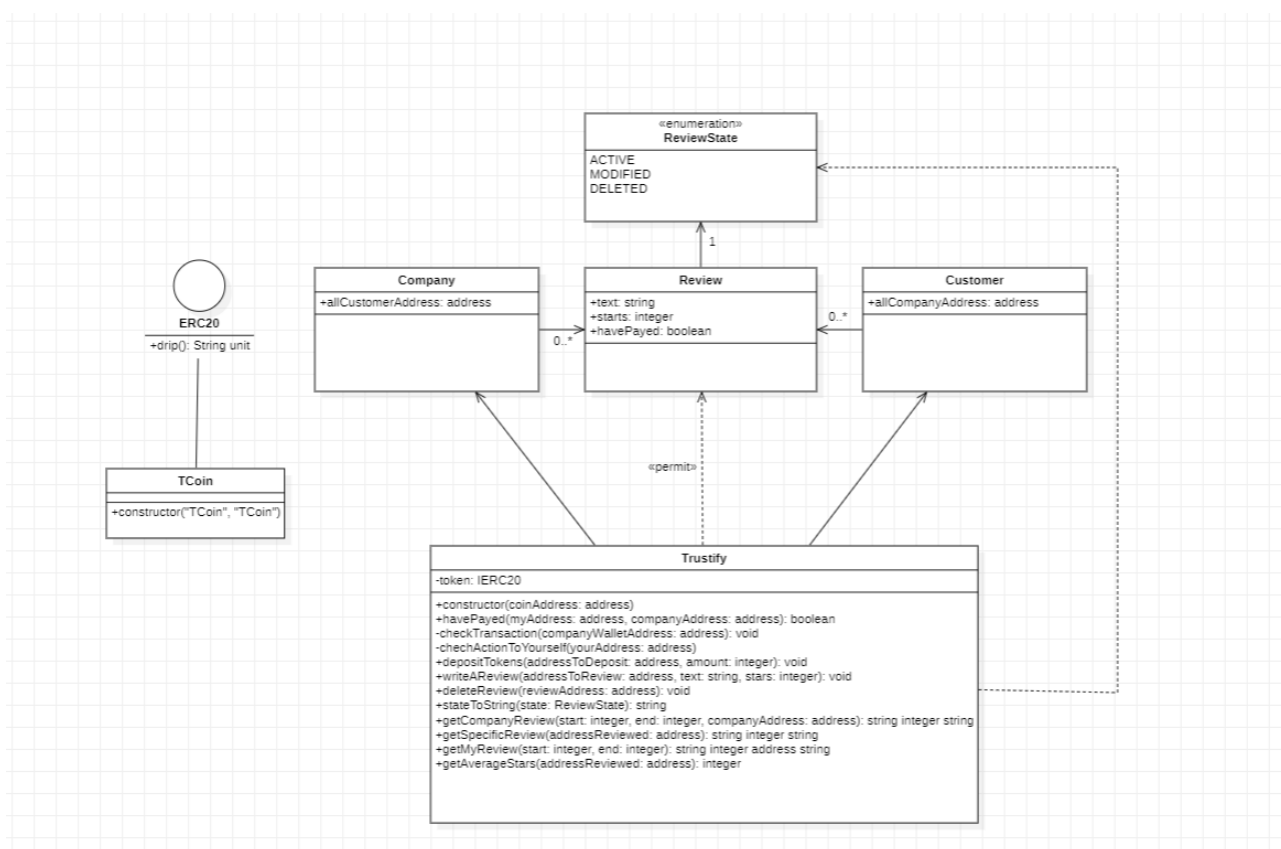 «enumeration»
ReviewState
ACTIVE
MODIFIED
DELETED
1
ERC20
+drip(): String unit
Company
+allCustomerAddress: address
0..*
Review
+text: string
+starts: integer
+havePayed: boolean
0..*
Customer
+allCompanyAddress: address
«permit»
TCoin
+constructor("TCoin", "TCoin")
Trustify
-token: IERC20
+constructor(coinAddress: address)
+havePayed(myAddress: address, companyAddress: address): boolean
-checkTransaction(companyWalletAddress: address): void
-chechActionToYourself(yourAddress: address)
+depositTokens(addressToDeposit: address, amount: integer): void
+writeAReview(addressToReview: address, text: string, stars: integer): void
+deleteReview(reviewAddress: address): void
+stateToString(state: ReviewState): string
+getCompanyReview(start: integer, end: integer, companyAddress: address): string integer string
+getSpecificReview(addressReviewed: address): string integer string
+getMyReview(start: integer, end: integer): string integer address string
+getAverageStars(addressReviewed: address): integer